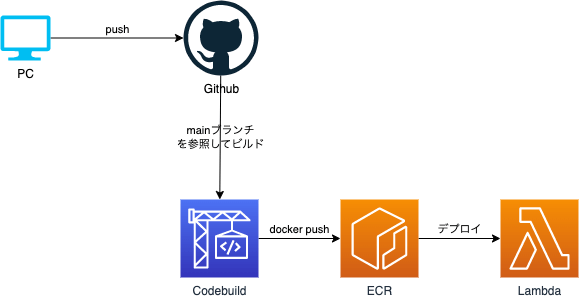 push
PC
Github
mainブランチ
を参照してビルド
docker push
デプロイ
Codebuild
ECR
Lambda